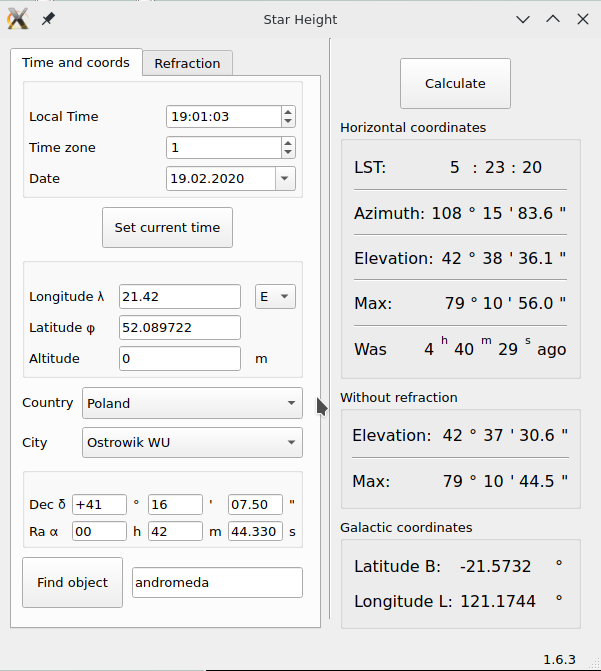 Star Height
Time and coords Refraction
Local Time 19:01:03
Time zone 1
Date 19.02.2020
Set current time
Longitude λ 21.42 E
Latitude φ 52.089722
Altitude 0 m
Country Poland
City Ostrowik WU
Dec δ +41 ° 16 ' 07.50 "
Ra α 00 h 42 m 44.330 s
Find object andromeda
Calculate
Horizontal coordinates
LST: 5 : 23 : 20
Azimuth: 108 ° 15 ' 83.6 "
Elevation: 42 ° 38 ' 36.1 "
Max: 79 ° 10 ' 56.0 "
Was 4 h 40 m 29 s ago
Without refraction
Elevation: 42 ° 37 ' 30.6 "
Max: 79 ° 10 ' 44.5 "
Galactic coordinates
Latitude B: -21.5732 °
Longitude L: 121.1744 °
1.6.3